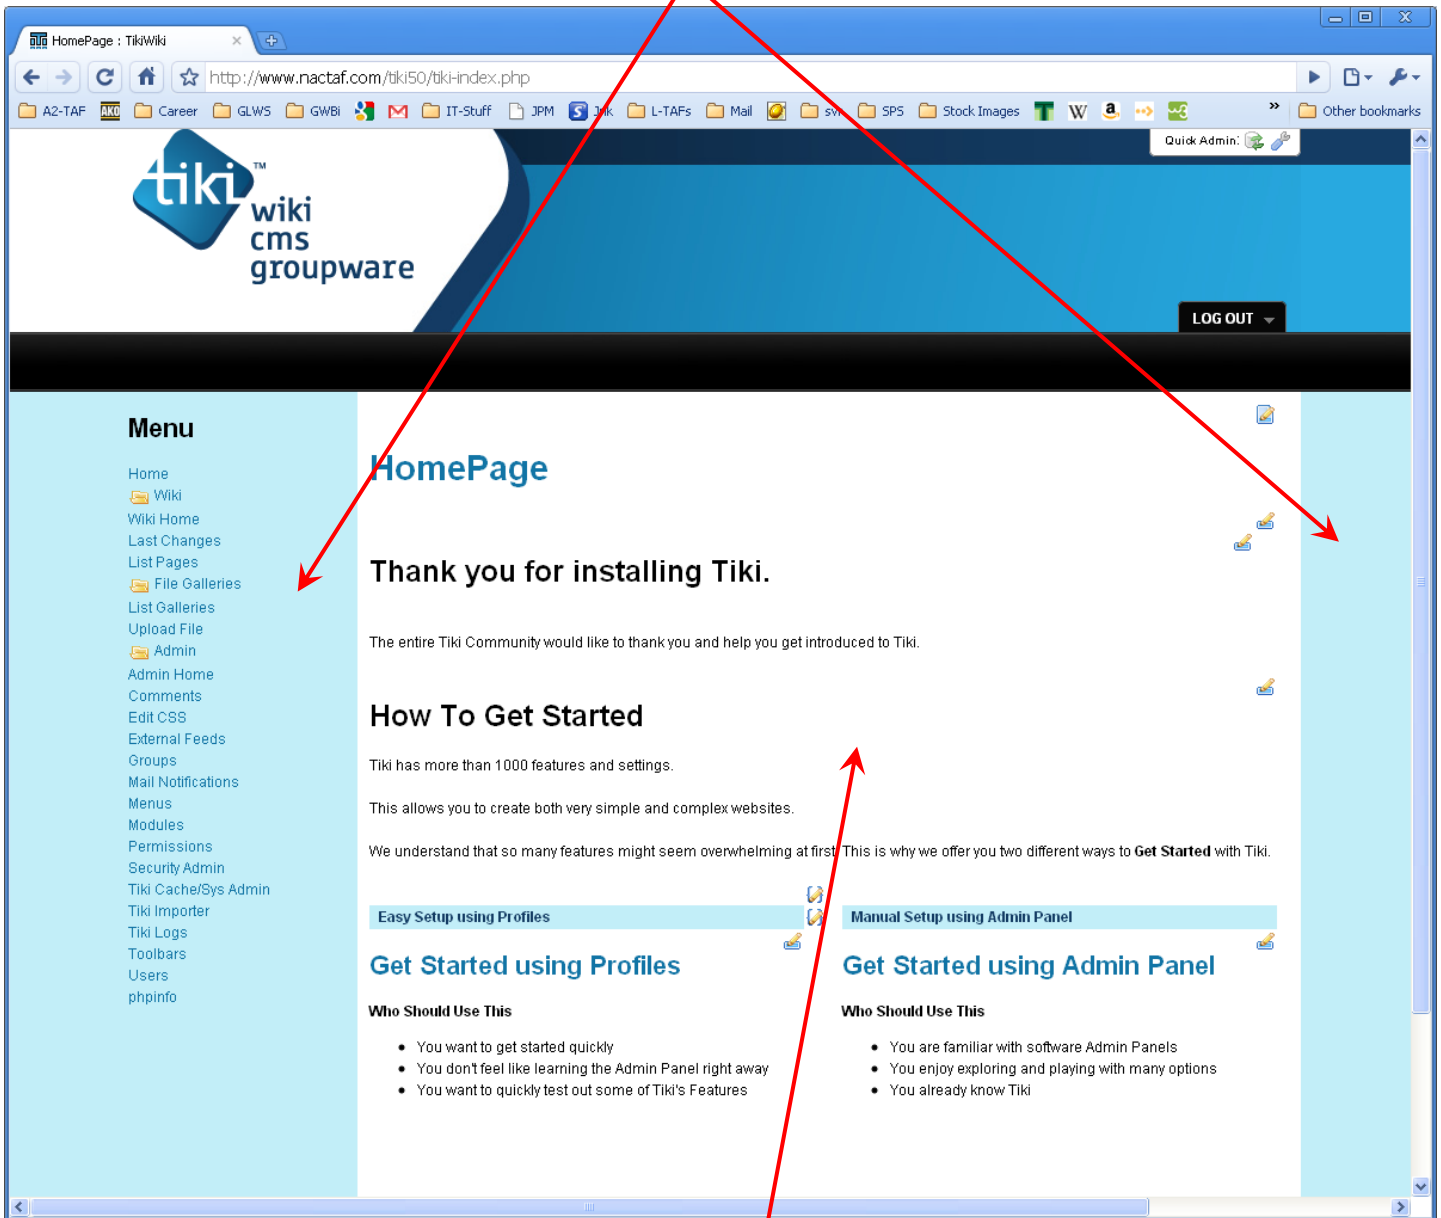 HomePage : TikiWiki
http://www.nactaf.com/tiki50/tiki-index.php
A2-TAF AKO Career GLWS GWBi IT-Stuff JPM L-TAFs Mail SPS Stock Images T W a w3 » Other bookmarks
Quick Admin:
tiki™
wiki
cms
groupware
LOG OUT
Menu
Home
Wiki
Wiki Home
Last Changes
List Pages
File Galleries
List Galleries
Upload File
Admin
Admin Home
Comments
Edit CSS
External Feeds
Groups
Mail Notifications
Menus
Modules
Permissions
Security Admin
Tiki Cache/Sys Admin
Tiki Importer
Tiki Logs
Toolbars
Users
phpinfo
HomePage
Thank you for installing Tiki.
The entire Tiki Community would like to thank you and help you get introduced to Tiki.
How To Get Started
Tiki has more than 1000 features and settings.
This allows you to create both very simple and complex websites.
We understand that so many features might seem overwhelming at first. This is why we offer you two different ways to Get Started with Tiki.
Easy Setup using Profiles
Get Started using Profiles
Who Should Use This
• You want to get started quickly
• You don't feel like learning the Admin Panel right away
• You want to quickly test out some of Tiki's Features
Manual Setup using Admin Panel
Get Started using Admin Panel
Who Should Use This
• You are familiar with software Admin Panels
• You enjoy exploring and playing with many options
• You already know Tiki